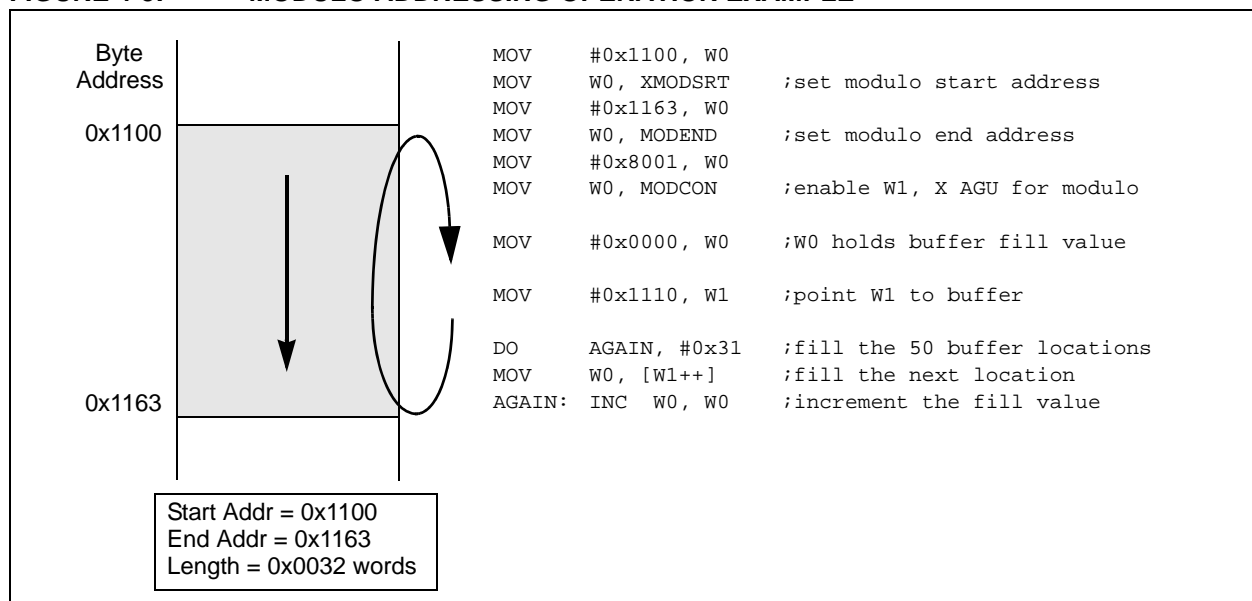 Byte
Address
0x1100
0x1163
Start Addr = 0x1100
End Addr = 0x1163
Length = 0x0032 words
MOV #0x1100, W0
MOV W0, XMODSRT ;set modulo start address
MOV #0x1163, W0
MOV W0, MODEND ;set modulo end address
MOV #0x8001, W0
MOV W0, MODCON ;enable W1, X AGU for modulo
MOV #0x0000, W0 ;W0 holds buffer fill value
MOV #0x1110, W1 ;point W1 to buffer
DO AGAIN, #0x31 ;fill the 50 buffer locations
MOV W0, [W1++] ;fill the next location
AGAIN: INC W0, W0 ;increment the fill value